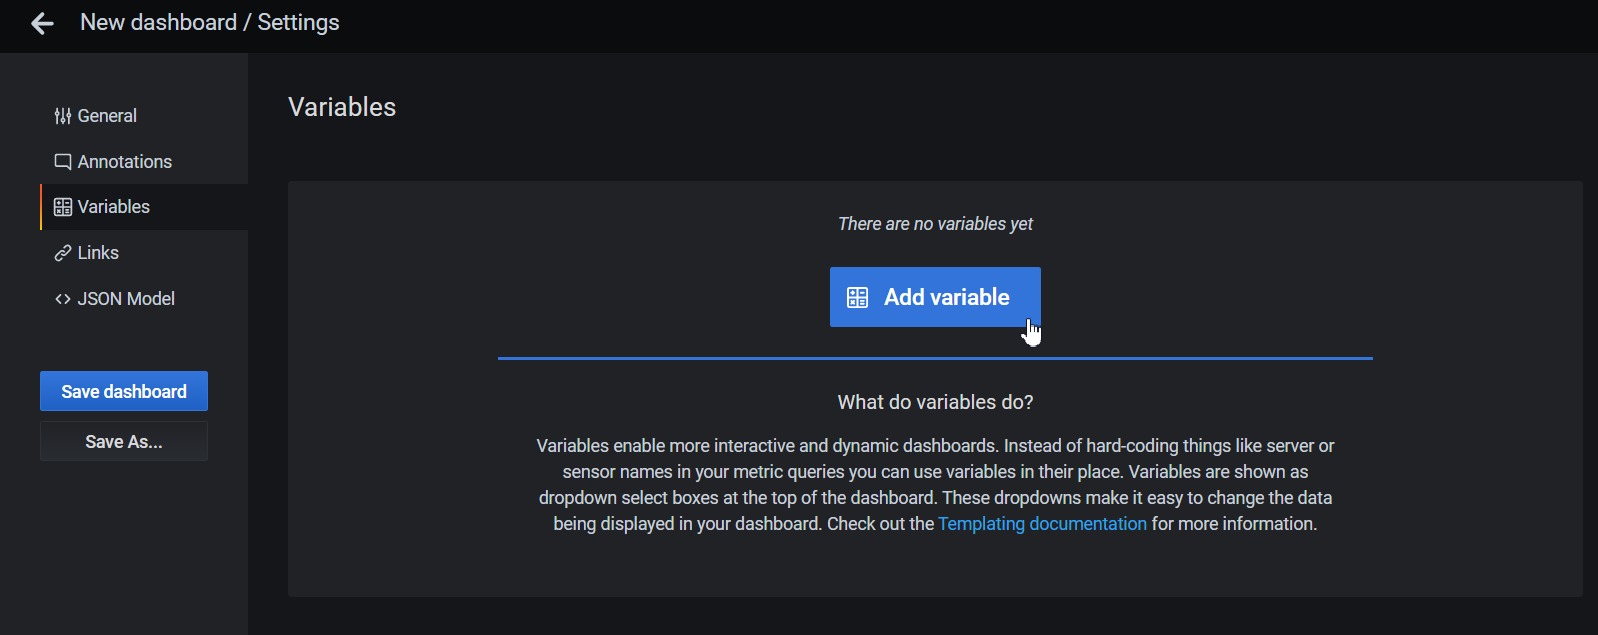 New dashboard / Settings
General
Annotations
Variables
Links
JSON Model
Save dashboard
Save As...
Variables
There are no variables yet
Add variable
What do variables do?
Variables enable more interactive and dynamic dashboards. Instead of hard-coding things like server or
sensor names in your metric queries you can use variables in their place. Variables are shown as
dropdown select boxes at the top of the dashboard. These dropdowns make it easy to change the data
being displayed in your dashboard. Check out the Templating documentation for more information.